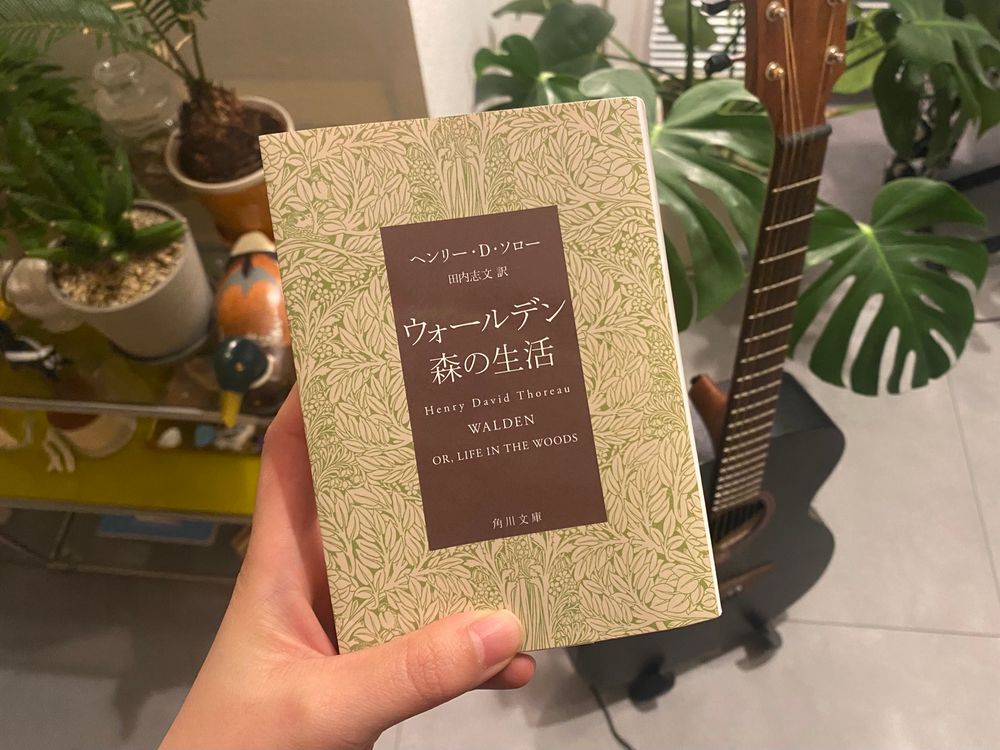 ヘンリー・D・ソロー
田内志文 訳
ウォールデン
森の生活
Henry David Thoreau
WALDEN
OR, LIFE IN THE WOODS
角川文庫